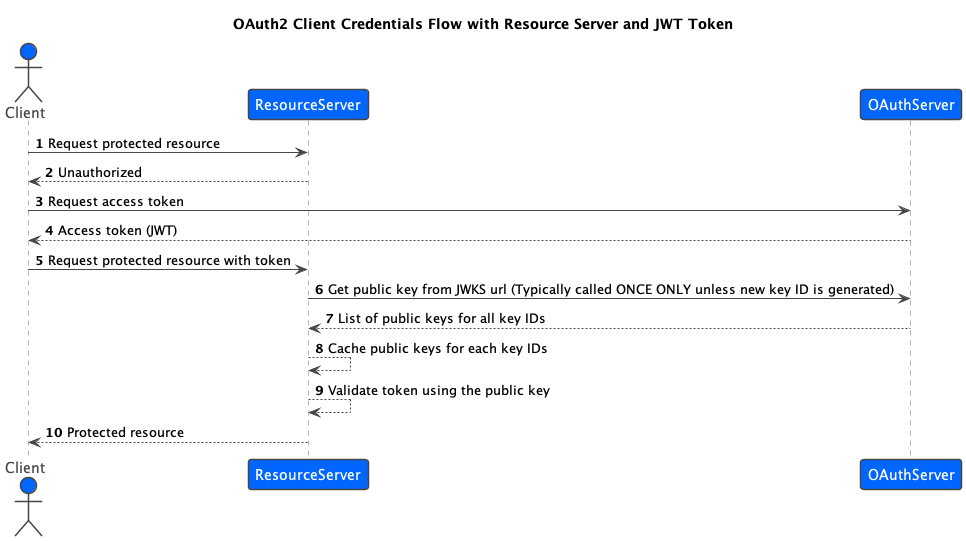 OAuth2 Client Credentials Flow with Resource Server and JWT Token
Client
ResourceServer
OAuthServer
1 Request protected resource
2 Unauthorized
3 Request access token
4 Access token (JWT)
5 Request protected resource with token
6 Get public key from JWKS url (Typically called ONCE ONLY unless new key ID is generated)
7 List of public keys for all key IDs
8 Cache public keys for each key IDs
9 Validate token using the public key
10 Protected resource
Client
ResourceServer
OAuthServer